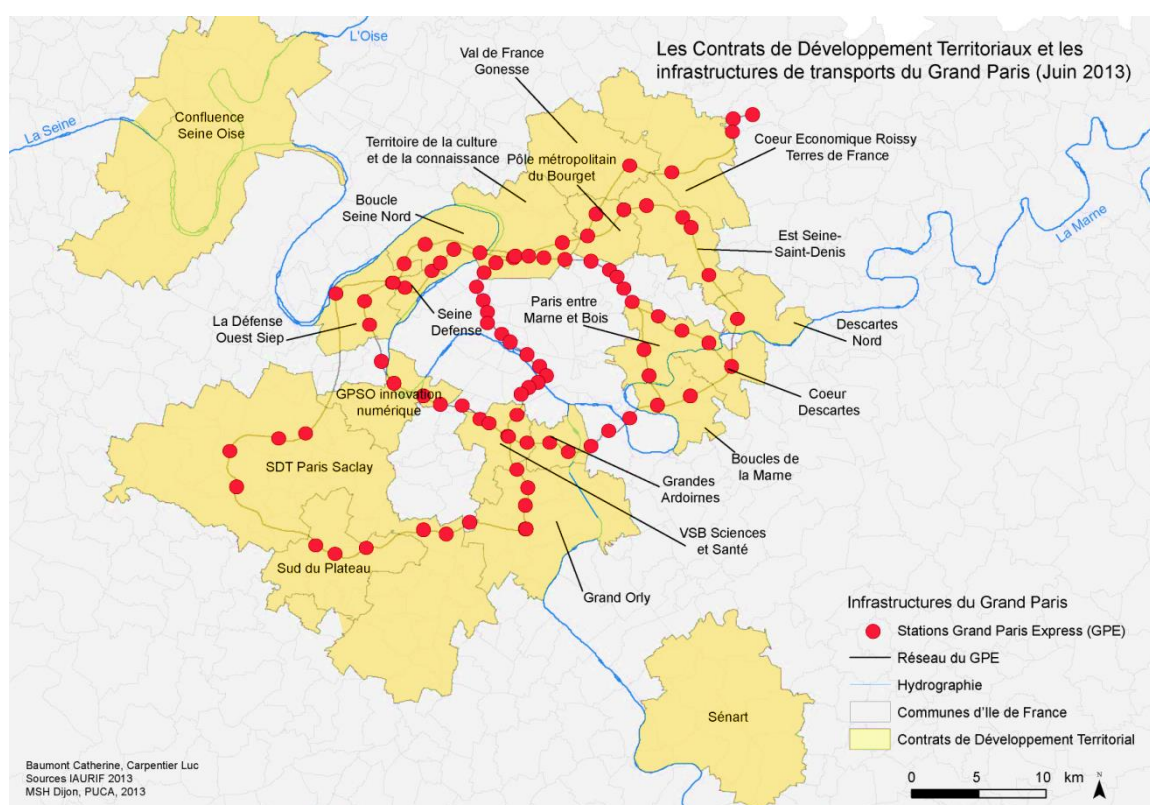 Les Contrats de Développement Territoriaux et les
infrastructures de transports du Grand Paris (Juin 2013)
L'Oise
Val de France
Gonesse
Confluence
Seine Oise
La Seine
Territoire de la culture
et de la connaissance
Coeur Economique Roissy
Terres de France
Pôle métropolitain
du Bourget
Boucle
Seine Nord
La Marne
Est Seine-
Saint-Denis
Paris entre
Marne et Bois
Seine
Defense
La Défense
Ouest Siep
Descartes
Nord
GPSO innovation
numérique
Coeur
Descartes
SDT Paris Saclay
Boucles de
la Marne
Grandes
Ardoirnes
VSB Sciences
et Santé
Sud du Plateau
Grand Orly
Sénart
Infrastructures du Grand Paris
Stations Grand Paris Express (GPE)
Réseau du GPE
Hydrographie
Communes d'Ile de France
Contrats de Développement Territorial
0 5 10 km
N
Baumont Catherine, Carpentier Luc
Sources IAURIF 2013
MSH Dijon, PUCA, 2013